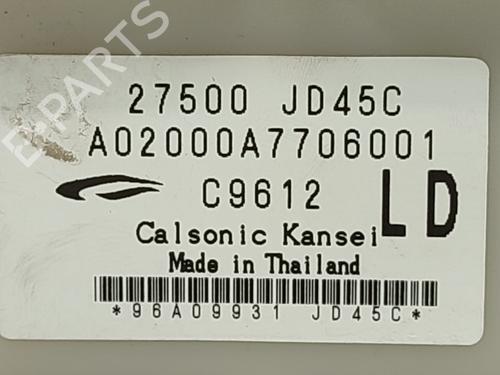 B-PARTS
27500 JD45C
A02000A7706001
C9612
LD
Calsonic Kansei
Made in Thailand
*96A09931 JD45C*